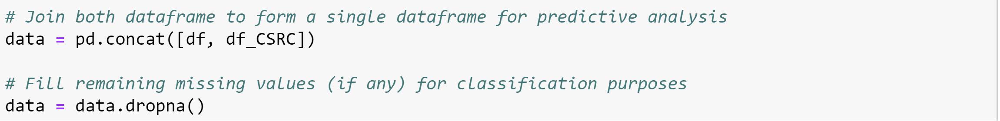 # Join both dataframe to form a single dataframe for predictive analysis
data = pd.concat([df, df_CSRC])
# Fill remaining missing values (if any) for classification purposes
data = data.dropna()